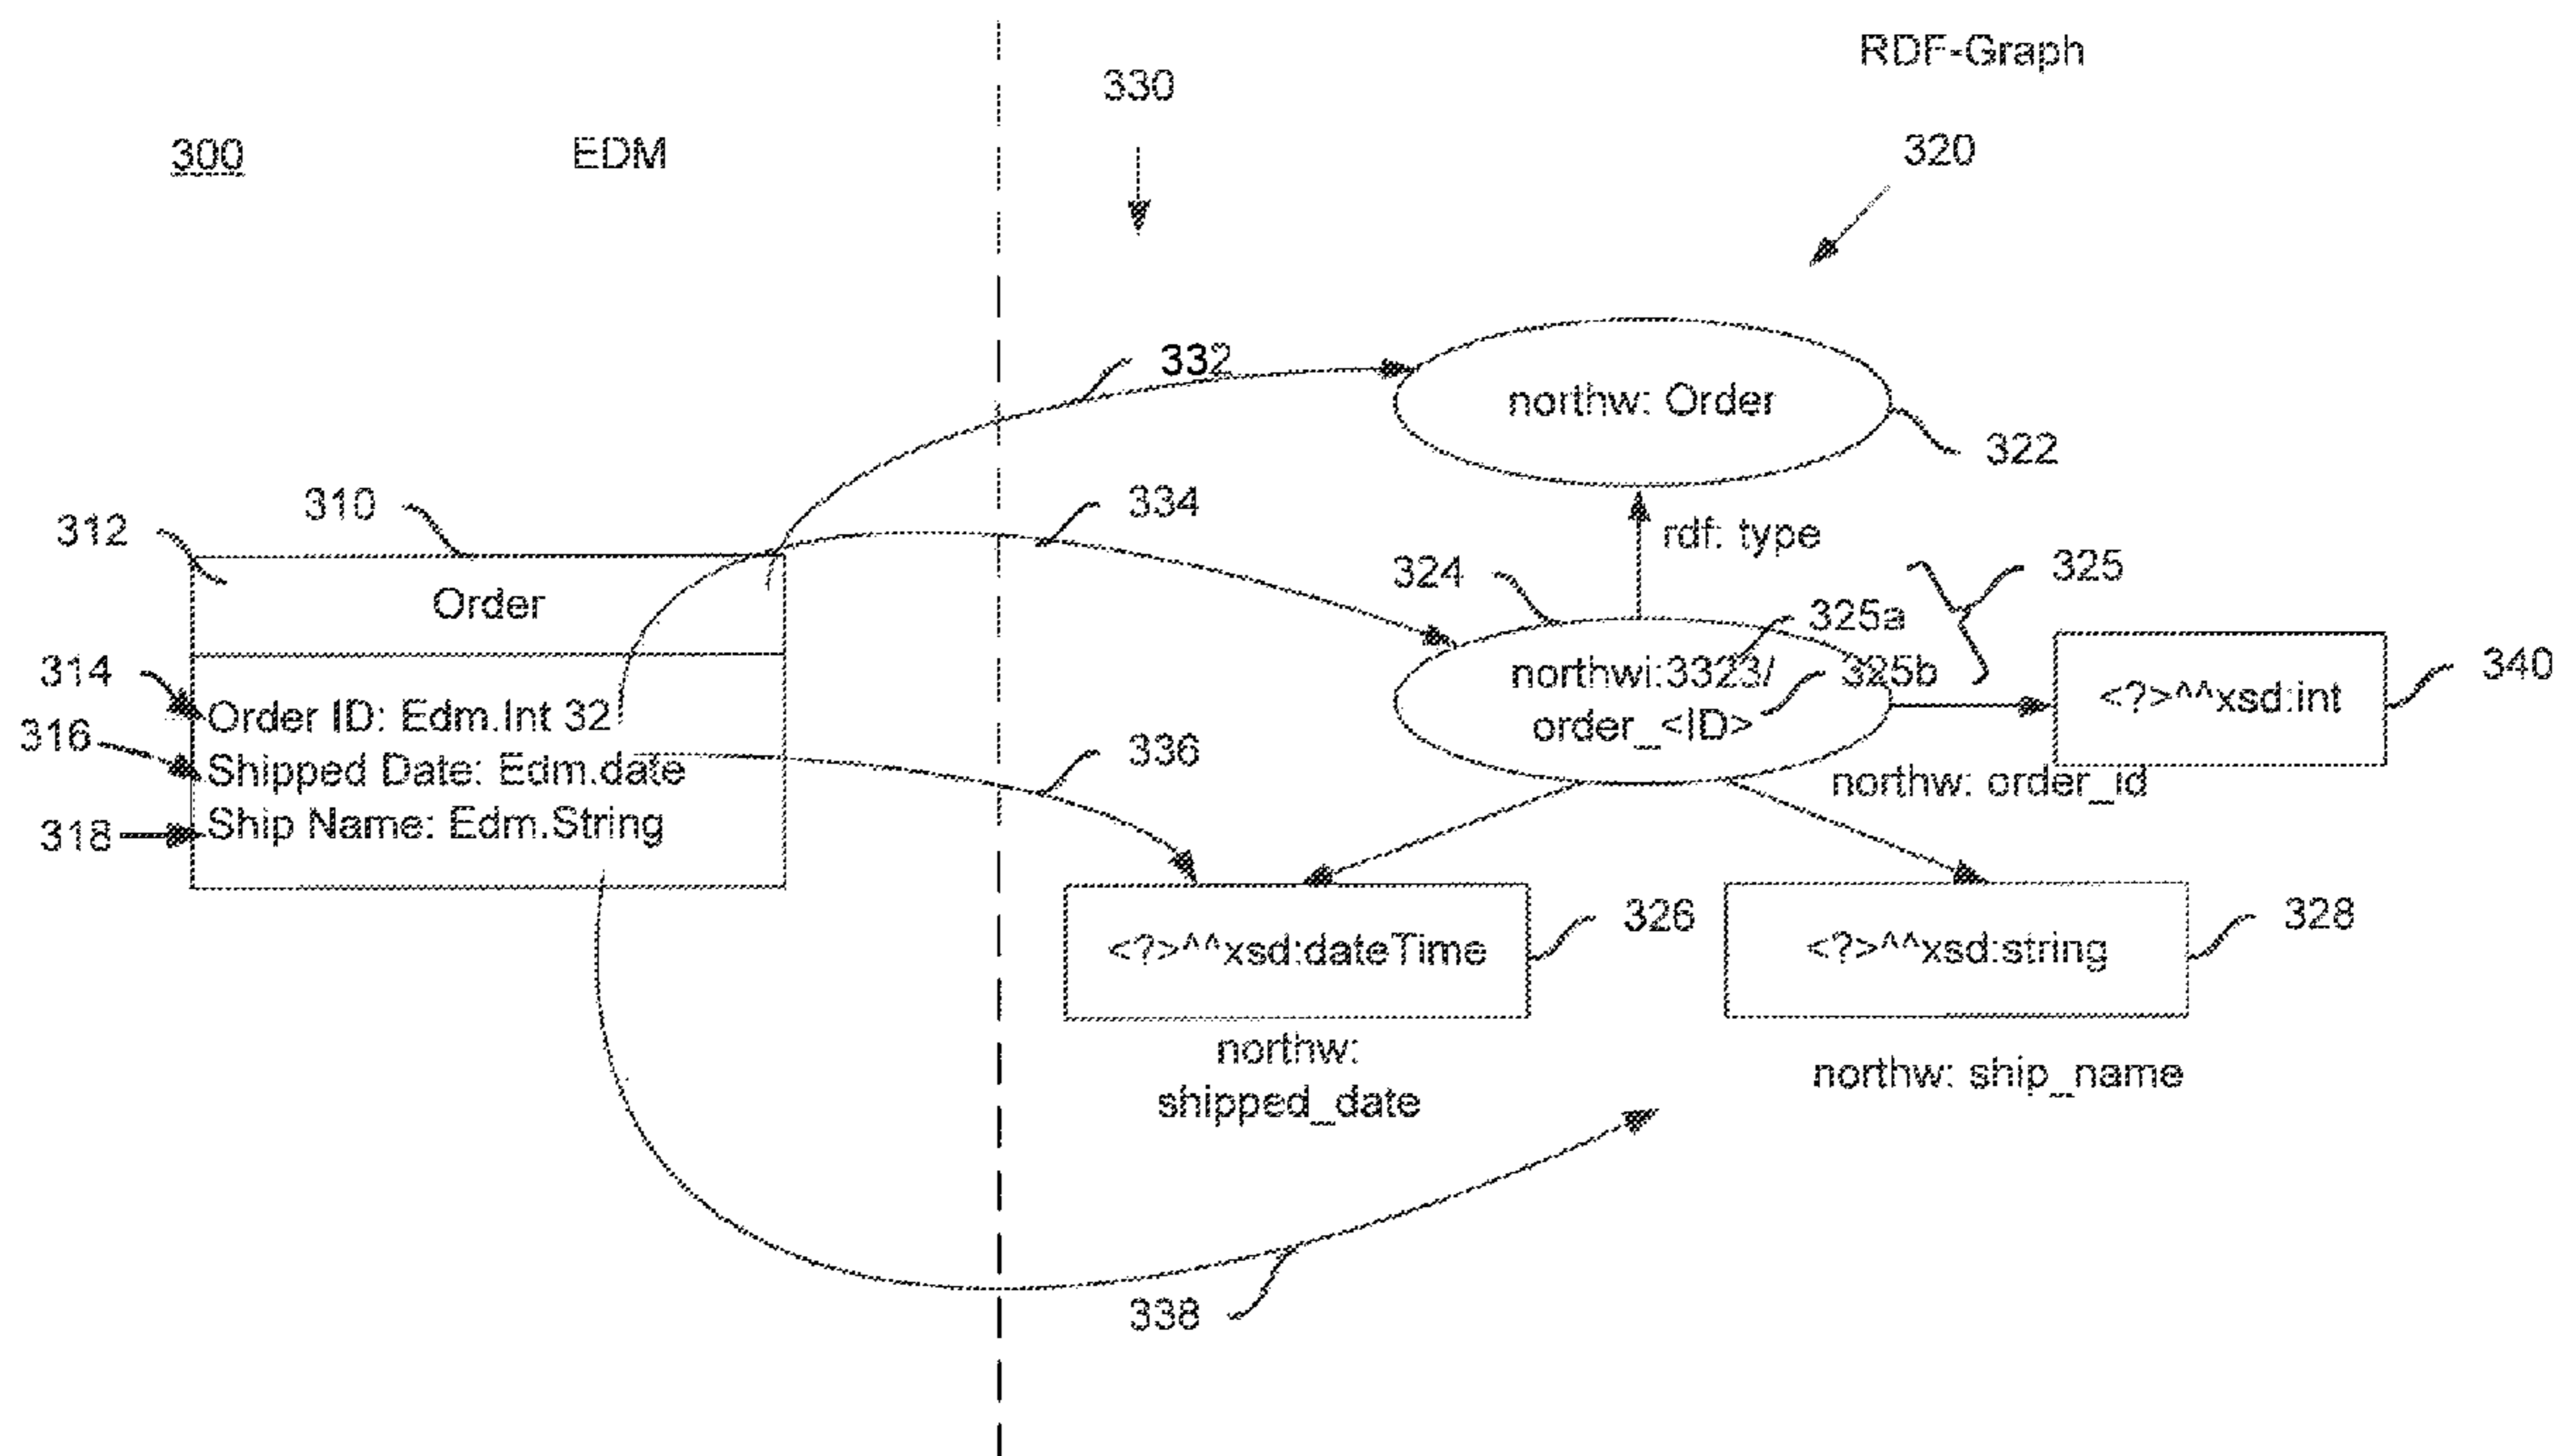 RDF-Graph
330
300
EDM
320
332
northw: Order
322
310
334
312
rdf: type
324
325
325a
Order
314
northwi:3323/
325b
340
<?>^^xsd:int
Order ID: Edm.Int 32
316
order_<ID>
336
Shipped Date: Edm.date
northw: order_id
318
Ship Name: Edm.String
326
328
<?>^^xsd:dateTime
<?>^^xsd:string
northw:
shipped_date
northw: ship_name
338